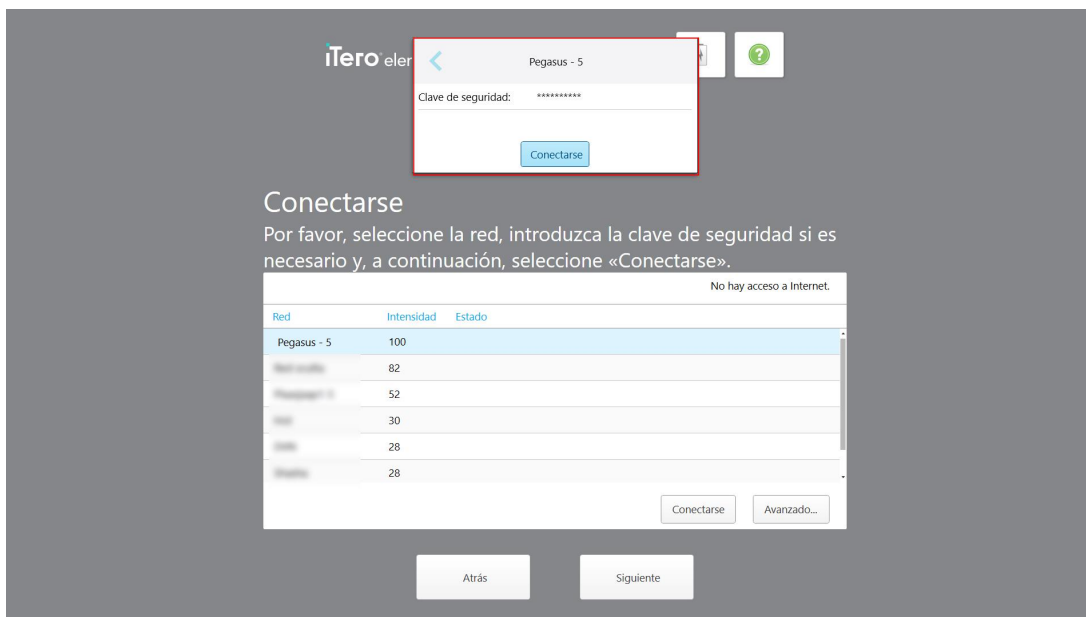 iTero eler
Pegasus - 5
Clave de seguridad: **********
Conectarse
Conectarse
Por favor, seleccione la red, introduzca la clave de seguridad si es
necesario y, a continuación, seleccione «Conectarse».
No hay acceso a Internet.
Red Intensidad Estado
Pegasus - 5 100
82
52
30
28
28
Conectarse Avanzado...
Atrás Siguiente